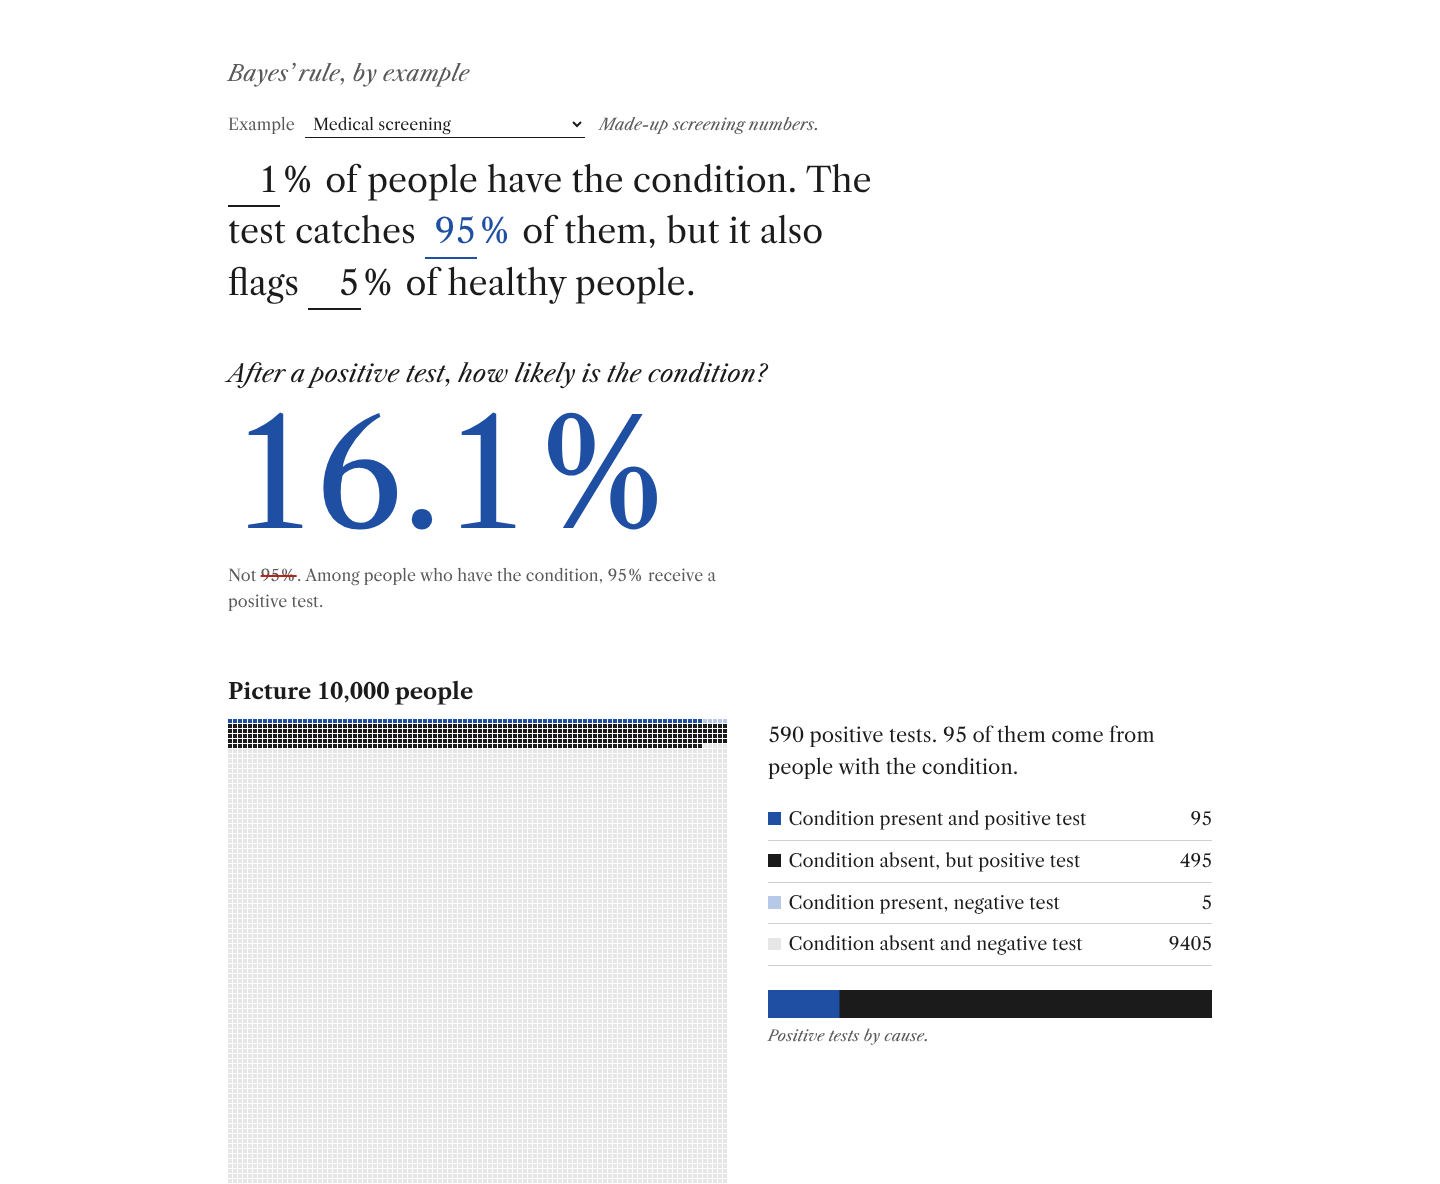 Bayes’ rule, by example
Example Medical screening Made-up screening numbers.
1% of people have the condition. The
test catches 95% of them, but it also
flags 5% of healthy people.
After a positive test, how likely is the condition?
16.1%
Not 95%. Among people who have the condition, 95% receive a
positive test.
Picture 10,000 people
590 positive tests. 95 of them come from
people with the condition.
Condition present and positive test 95
Condition absent, but positive test 495
Condition present, negative test 5
Condition absent and negative test 9405
Positive tests by cause.